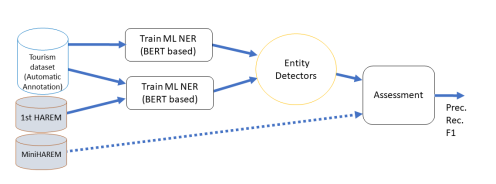 Tourism
dataset
(Automatic
Annotation)
1st HAREM
MiniHAREM
Train ML NER
(BERT based)
Train ML NER
(BERT based)
Entity
Detectors
Assessment
Prec.
Rec.
F1